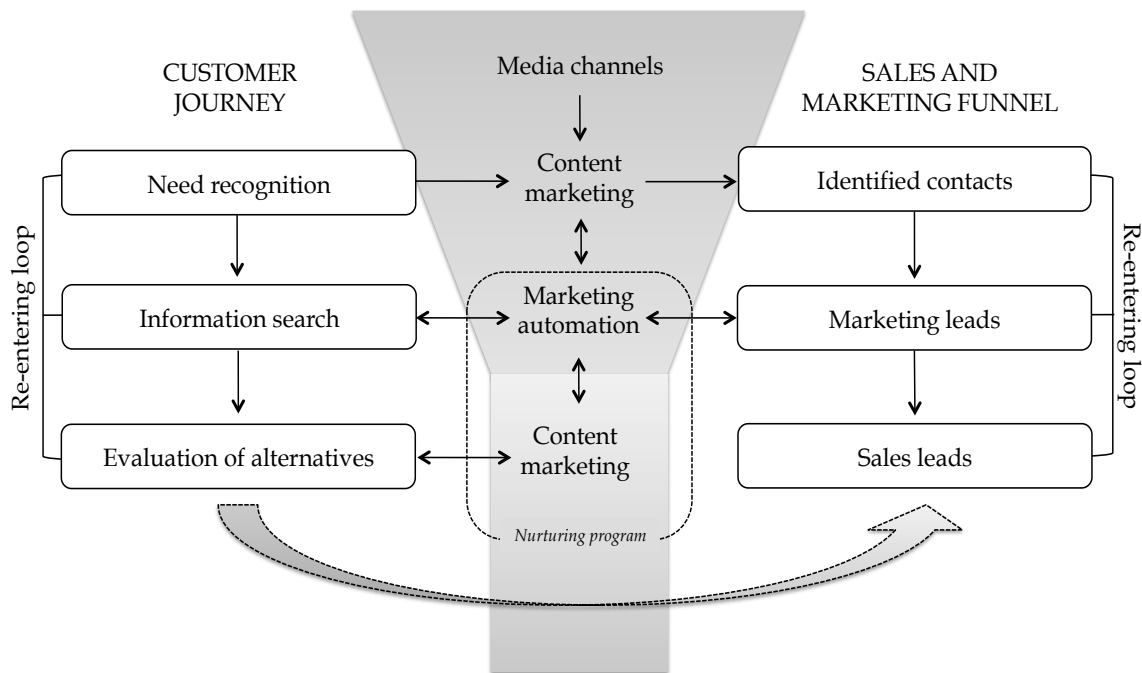 Media channels
CUSTOMER
JOURNEY
SALES AND
MARKETING FUNNEL
Need recognition
Content
marketing
Identified contacts
Re-entering loop
Information search
Marketing
automation
Marketing leads
Re-entering loop
Evaluation of alternatives
Content
marketing
Sales leads
Nurturing program